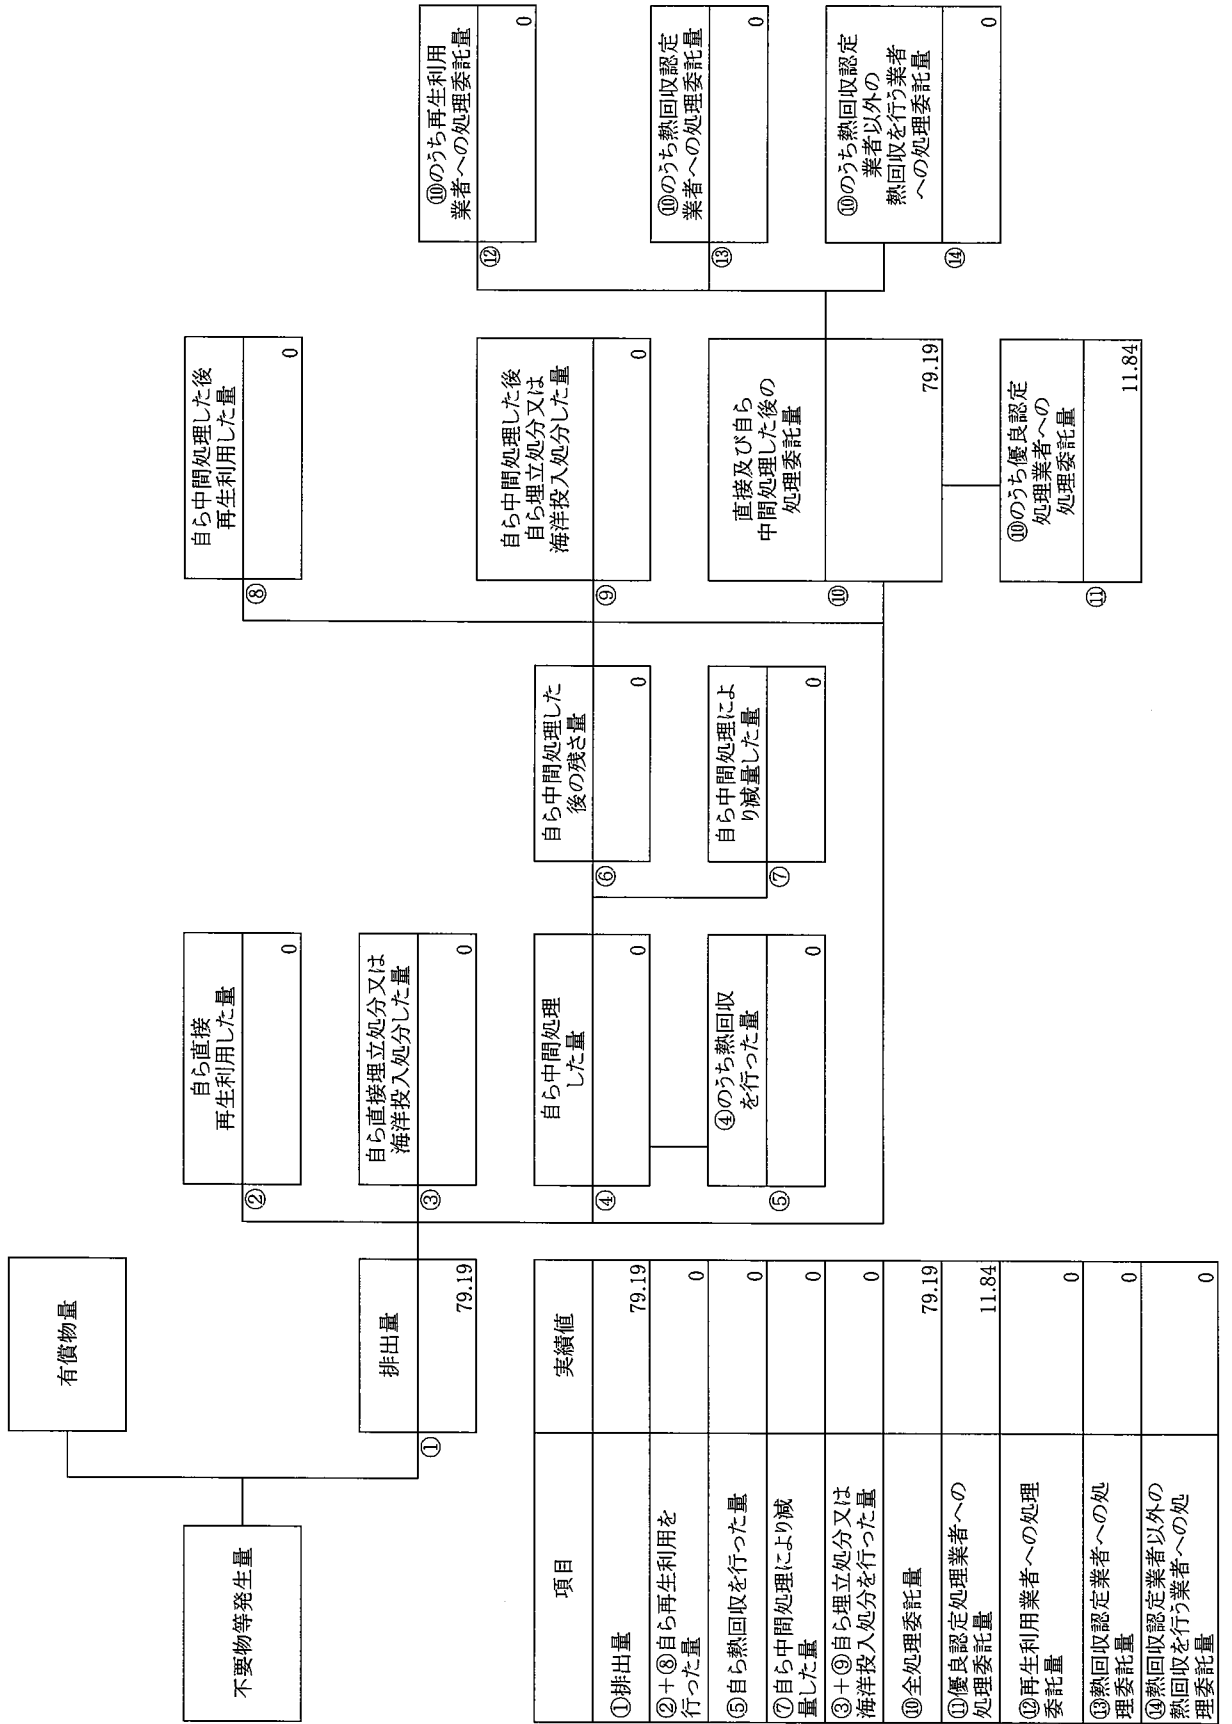 不要物等発生量
有償物量
①
排出量
79.19
②
自ら直接
再生利用した量
0
③
自ら直接埋立処分又は
海洋投入処分した量
0
④
自ら中間処理
した量
0
⑤
④のうち熱回収
を行った量
0
⑥
自ら中間処理した
後の残さ量
0
⑦
自ら中間処理によ
り減量した量
0
⑧
自ら中間処理した後
再生利用した量
0
⑨
自ら中間処理した後
自ら埋立処分又は
海洋投入処分した量
0
⑩
直接及び自ら
中間処理した後の
処理委託量
79.19
⑪
⑩のうち優良認定
処理業者への
処理委託量
11.84
⑫
⑩のうち再生利用
業者への処理委託量
0
⑬
⑩のうち熱回収認定
業者への処理委託量
0
⑭
⑩のうち熱回収認定
業者以外の
熱回収を行う業者
への処理委託量
0
項目 実績値
①排出量 79.19
②+⑧自ら再生利用を
行った量 0
⑤自ら熱回収を行った量 0
⑦自ら中間処理により減
量した量 0
③+⑨自ら埋立処分又は
海洋投入処分を行った量 0
⑩全処理委託量 79.19
⑪優良認定処理業者への
処理委託量 11.84
⑫再生利用業者への処理
委託量 0
⑬熱回収認定業者への処
理委託量 0
⑭熱回収認定業者以外の
熱回収を行う業者への処
理委託量 0